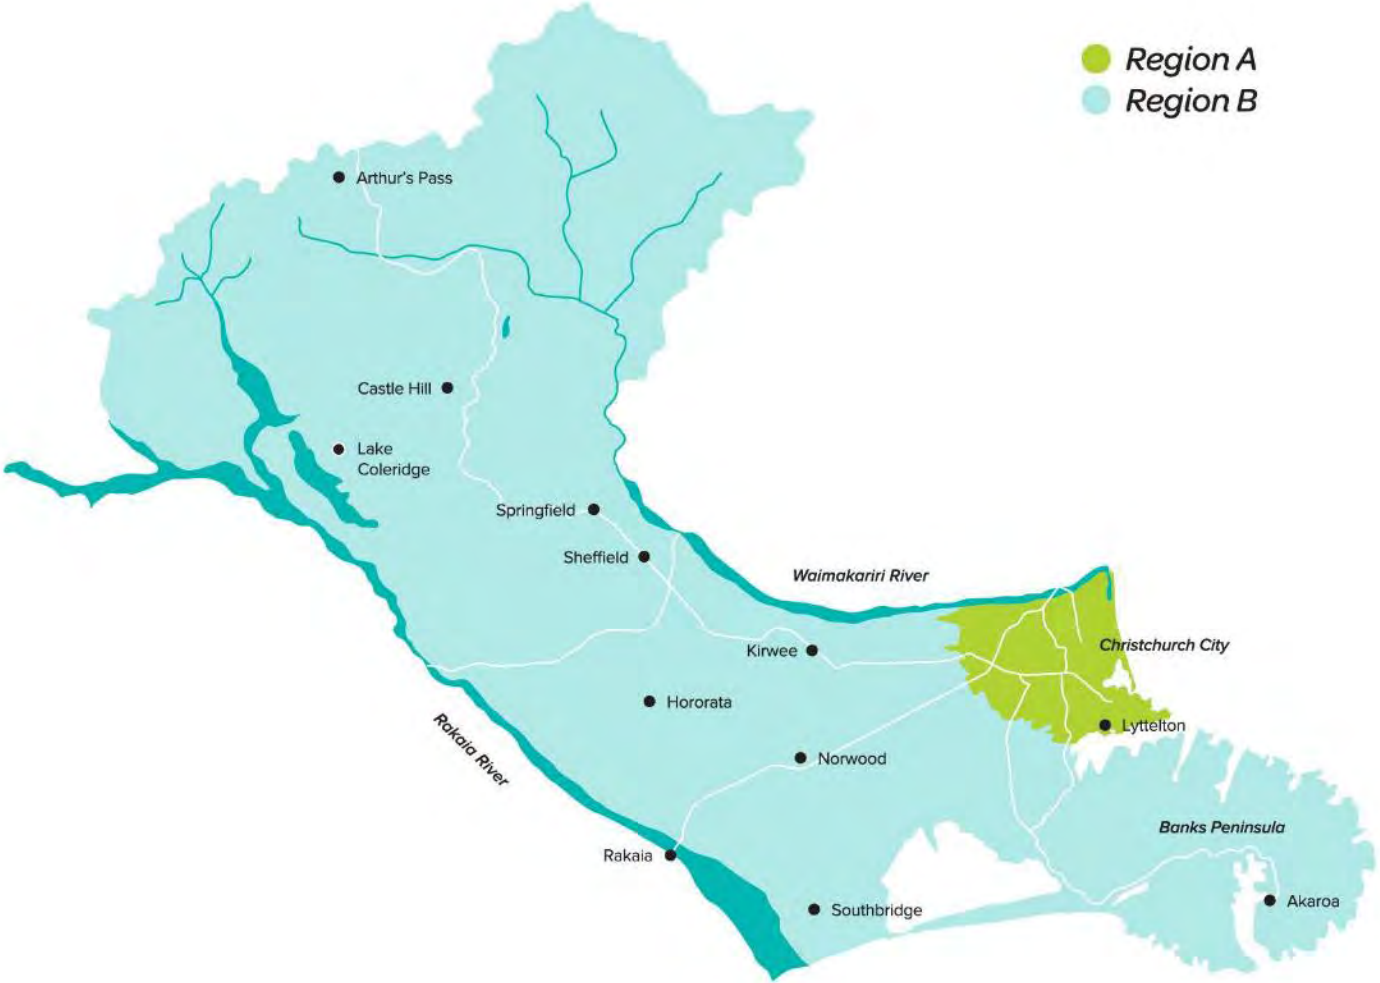 Region A
Region B
Arthur's Pass
Castle Hill
Lake
Coleridge
Springfield
Sheffield
Waimakariri River
Kirwee
Christchurch City
Hororata
Lyttelton
Rakaia River
Norwood
Banks Peninsula
Rakaia
Akaroa
Southbridge